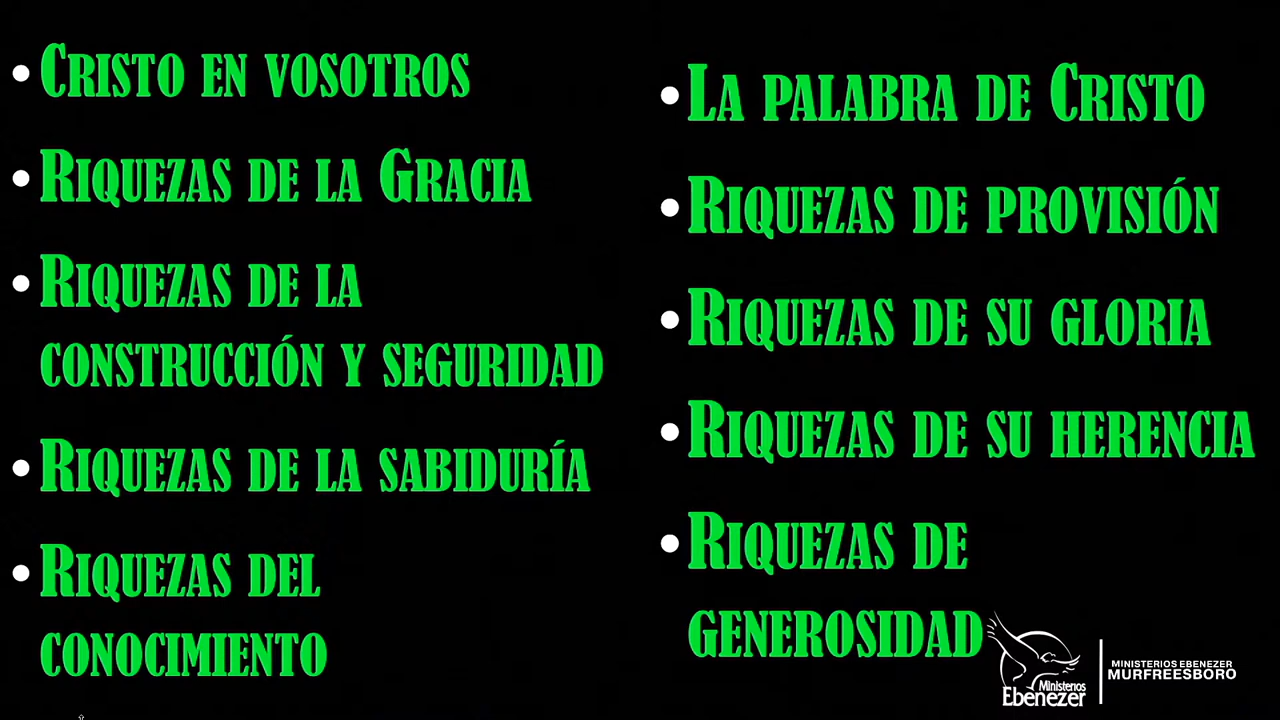 • Cristo en vosotros
• Riquezas de la Gracia
• Riquezas de la
construcción y seguridad
• Riquezas de la sabiduría
• Riquezas del
conocimiento
• La palabra de Cristo
• Riquezas de provisión
• Riquezas de su gloria
• Riquezas de su herencia
• Riquezas de
generosidad
Ministerios
Ebenezer
MINISTERIOS EBENEZER
MURFREESBORO